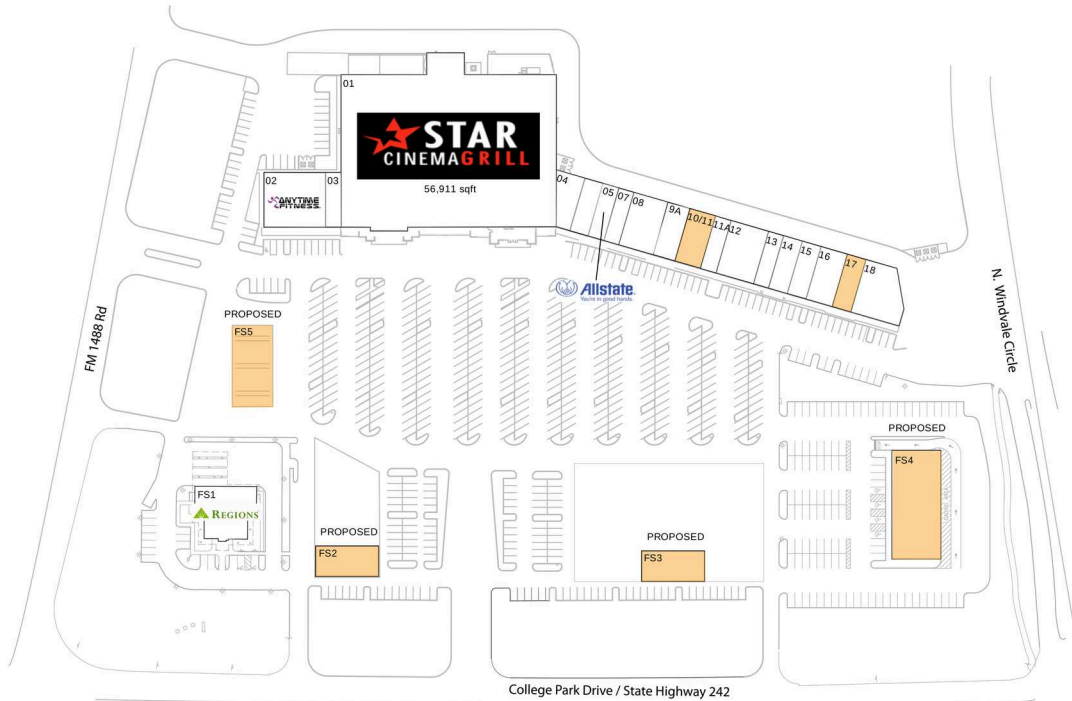 01
STAR
CINEMAGRILL
56,911 sqft
02
03
ANYTIME
FITNESS
04
05
07
08
9A
10/11
11A
12
13
14
15
16
17
18
Allstate
You're in good hands.
FM 1488 Rd
N. Windvale Circle
PROPOSED
FS5
PROPOSED
FS4
FS1
REGIONS
PROPOSED
FS2
PROPOSED
FS3
College Park Drive / State Highway 242